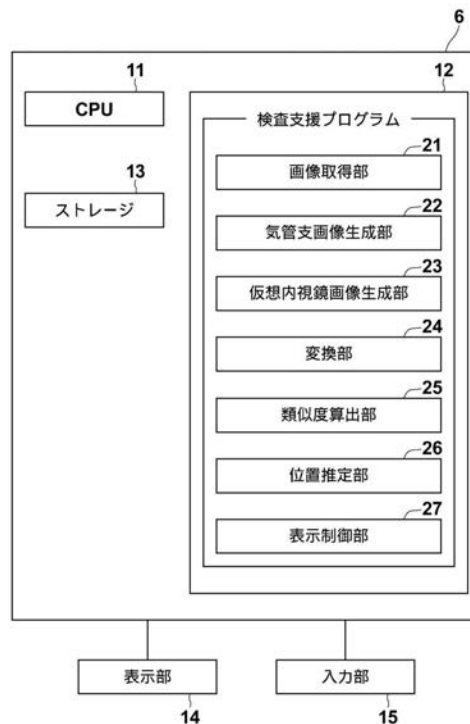 6
11
12
CPU
検査支援プログラム
21
画像取得部
13
ストレージ
22
気管支画像生成部
23
仮想内視鏡画像生成部
24
変換部
25
類似度算出部
26
位置推定部
27
表示制御部
表示部
入力部
14
15